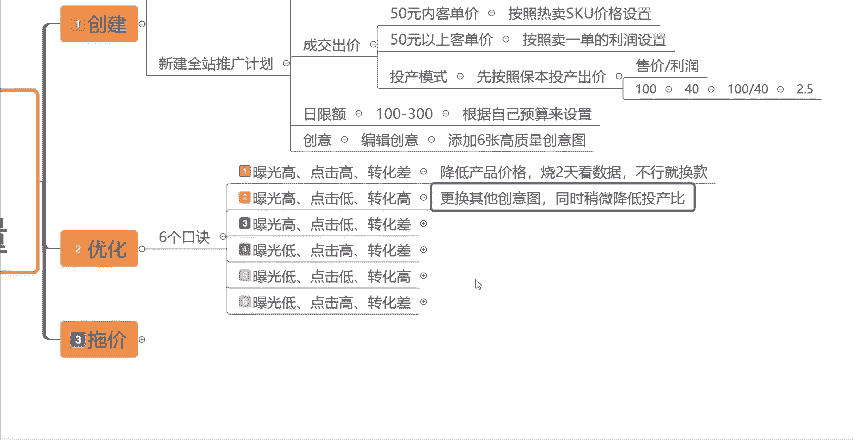 1 创建
新建全站推广计划
成交出价
50元内客单价 按照热卖SKU价格设置
50元以上客单价 按照卖一单的利润设置
投产模式 先按照保本投产出价
售价/利润
100 40 100/40 2.5
日限额 100-300 根据自己预算来设置
创意 编辑创意 添加6张高质量创意图
2 优化
6个口诀
1 曝光高、点击高、转化差 降低产品价格，烧2天看数据，不行就换款
2 曝光高、点击低、转化高 更换其他创意图，同时稍微降低投产比
3 曝光高、点击低、转化差
4 曝光低、点击高、转化差
曝光低、点击低、转化高
曝光低、点击高、转化差
3 拖价
量